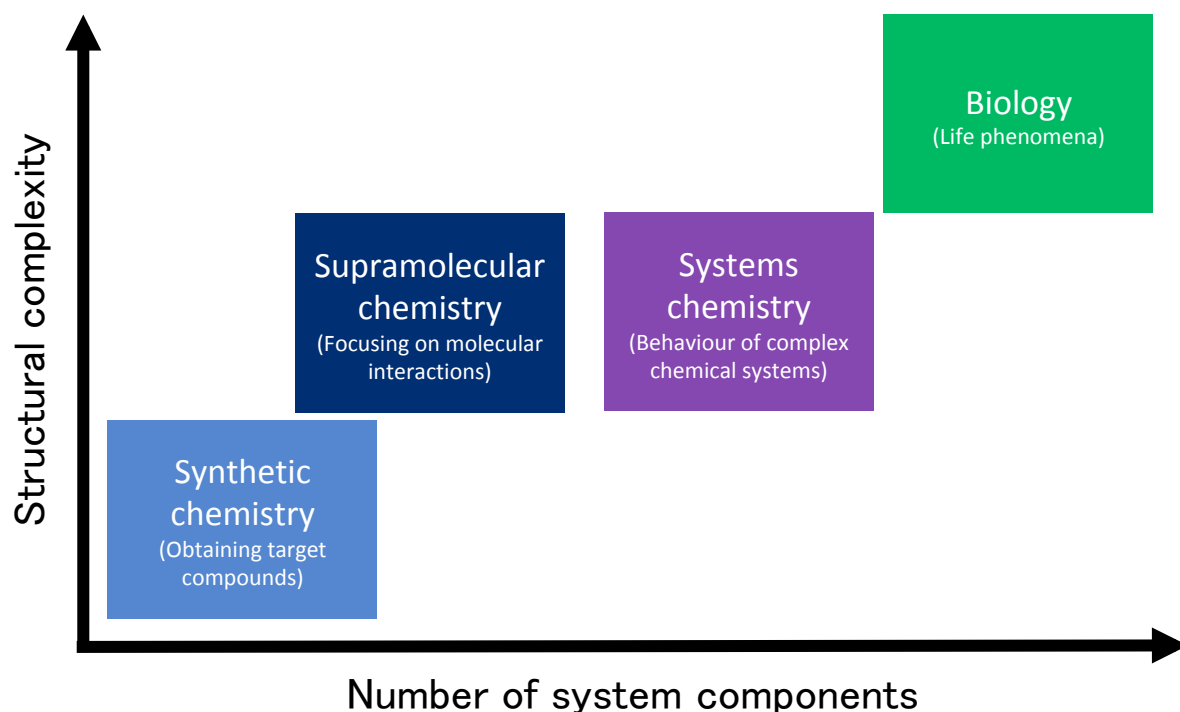 Structural complexity
Biology
(Life phenomena)
Supramolecular
chemistry
(Focusing on molecular
interactions)
Systems
chemistry
(Behaviour of complex
chemical systems)
Synthetic
chemistry
(Obtaining target
compounds)
Number of system components